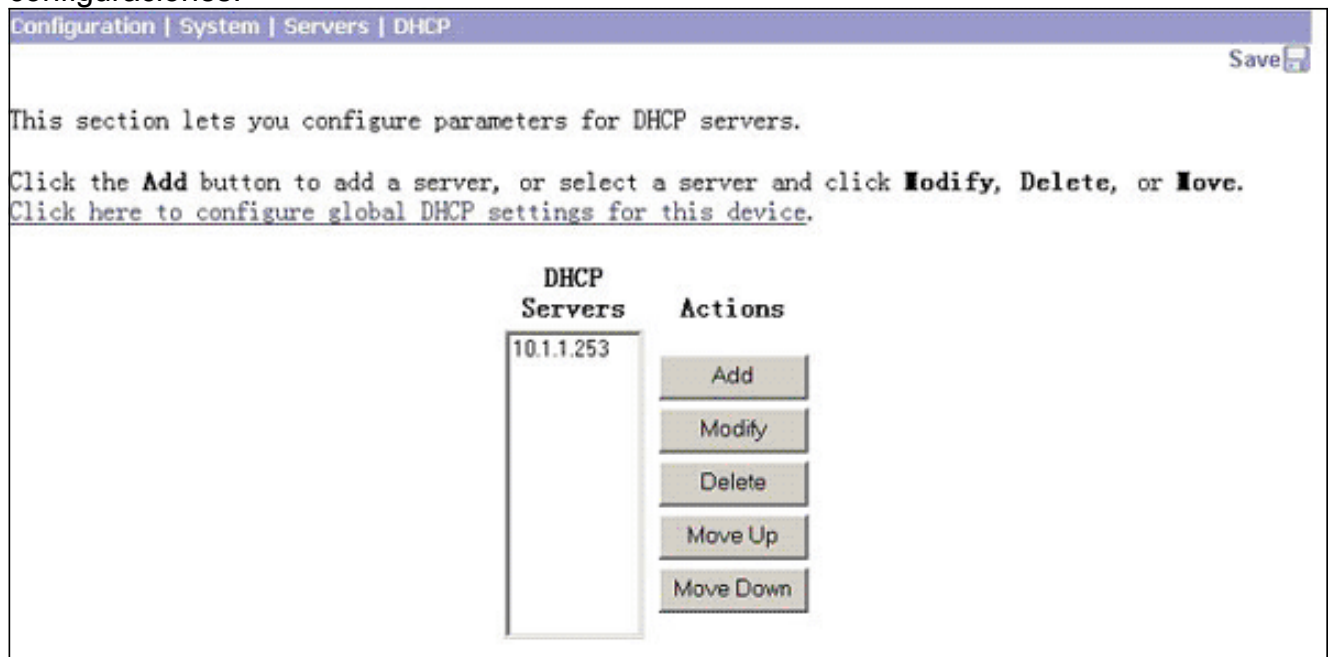 configuraciones.
Configuration | System | Servers | DHCP
Save
This section lets you configure parameters for DHCP servers.
Click the Add button to add a server, or select a server and click Modify, Delete, or Move.
Click here to configure global DHCP settings for this device.
DHCP
Servers Actions
10.1.1.253
Add
Modify
Delete
Move Up
Move Down